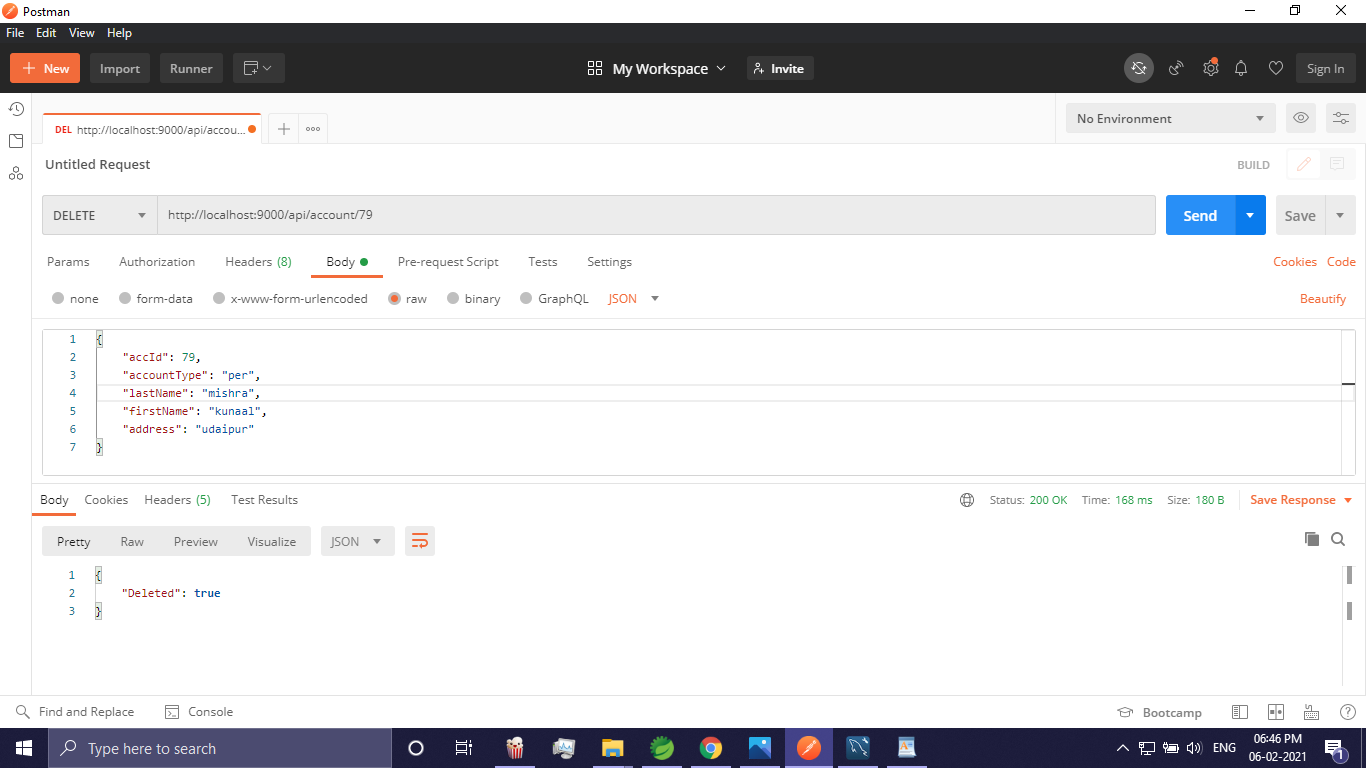 Postman
File Edit View Help
+ New Import Runner My Workspace Invite Sign In
DEL http://localhost:9000/api/accou... No Environment
Untitled Request BUILD
DELETE http://localhost:9000/api/account/79 Send Save
Params Authorization Headers (8) Body Pre-request Script Tests Settings Cookies Code
none form-data x-www-form-urlencoded raw binary GraphQL JSON Beautify
1 {
2 "accId": 79,
3 "accountType": "per",
4 "lastName": "mishra",
5 "firstName": "kunaal",
6 "address": "udaipur"
7 }
Body Cookies Headers (5) Test Results Status: 200 OK Time: 168 ms Size: 180 B Save Response
Pretty Raw Preview Visualize JSON
1 {
2 "Deleted": true
3 }
Find and Replace Console Bootcamp
Type here to search ENG 06:46 PM
06-02-2021 1